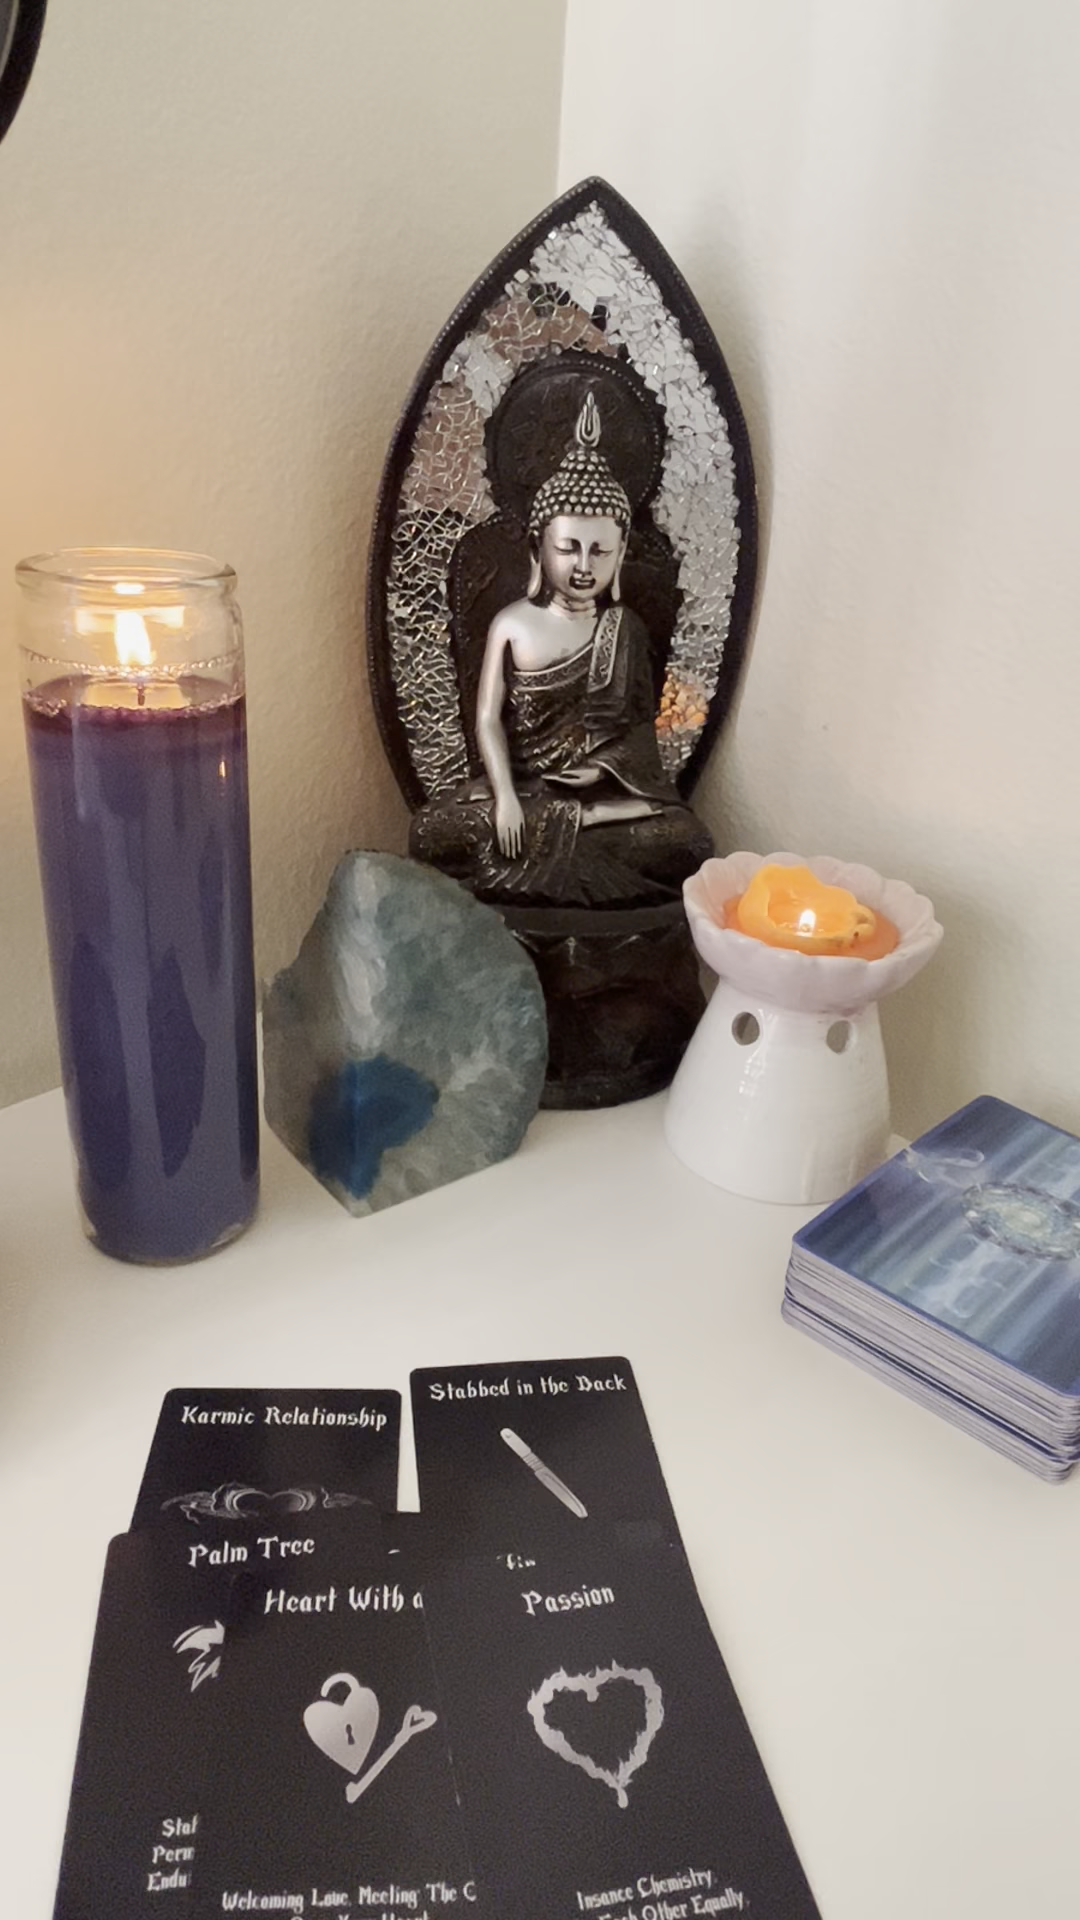 Karmic Relationship
Stabbed in the Back
Palm Tree
Heart With a
Passion
Welcoming Love, Meeting The
Insance Chemistry,
Each Other Equally,